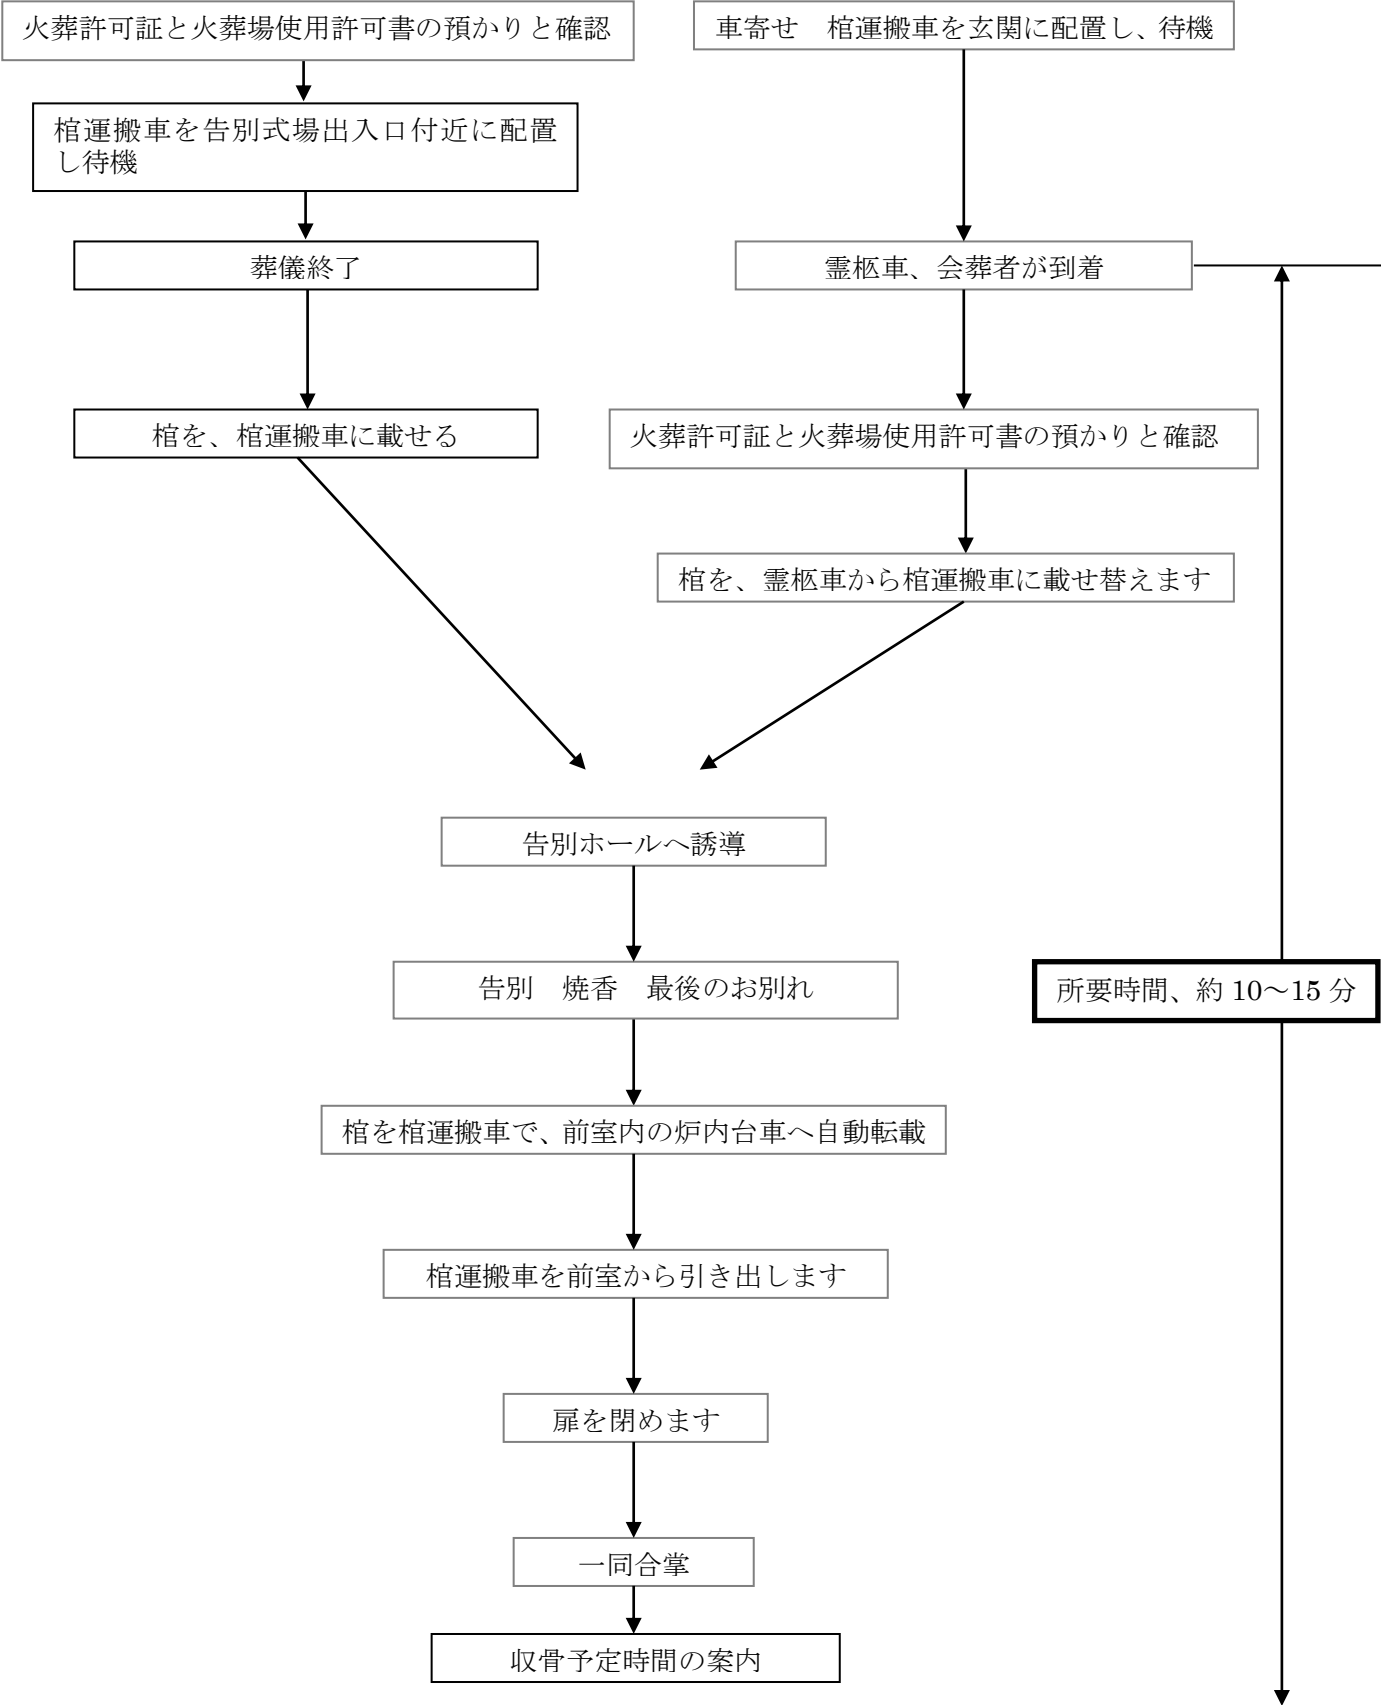 火葬許可証と火葬場使用許可書の預かりと確認
棺運搬車を告別式場出入口付近に配置
し待機
葬儀終了
棺を、棺運搬車に載せる
車寄せ　棺運搬車を玄関に配置し、待機
霊柩車、会葬者が到着
火葬許可証と火葬場使用許可書の預かりと確認
棺を、霊柩車から棺運搬車に載せ替えます
告別ホールへ誘導
告別　焼香　最後のお別れ
所要時間、約 10～15 分
棺を棺運搬車で、前室内の炉内台車へ自動転載
棺運搬車を前室から引き出します
扉を閉めます
一同合掌
収骨予定時間の案内